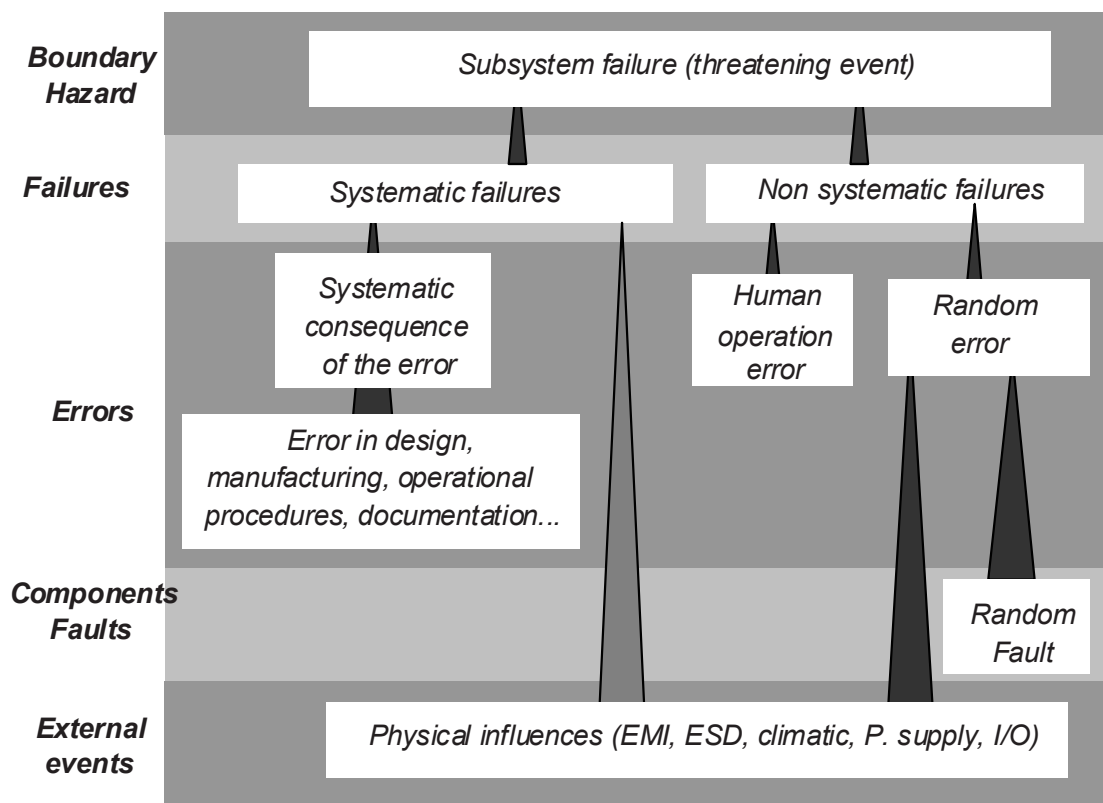 Boundary
Hazard
Subsystem failure (threatening event)
Failures
Systematic failures
Non systematic failures
Errors
Systematic
consequence
of the error
Human
operation
error
Random
error
Error in design,
manufacturing, operational
procedures, documentation...
Components
Faults
Random
Fault
External
events
Physical influences (EMI, ESD, climatic, P. supply, I/O)